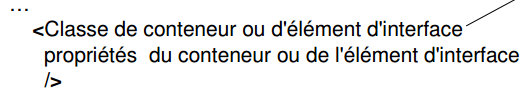 ...
<Classe de conteneur ou d'élément d'interface
propriétés du conteneur ou de l'élément d'interface
/>